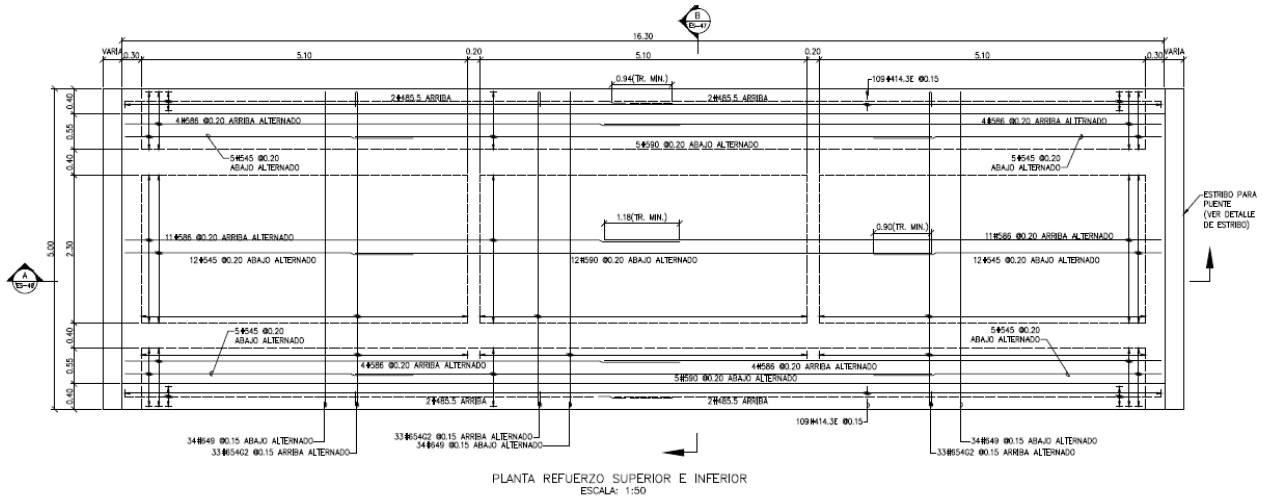 B
ES-47
16.30
VARIA
0.30
5.10
0.20
5.10
0.20
5.10
0.30
VARIA
0.94(TR. MIN.)
109#414.3E @0.15
2#485.5 ARRIBA
2#485.5 ARRIBA
0.40
4#586 @0.20 ARRIBA ALTERNADO
4#586 @0.20 ARRIBA ALTERNADO
0.55
5#590 @0.20 ABAJO ALTERNADO
0.40
5#545 @0.20
ABAJO ALTERNADO
5#545 @0.20
ABAJO ALTERNADO
ESTRIBO PARA
PUENTE
(VER DETALLE
DE ESTRIBO)
1.18(TR. MIN.)
0.90(TR. MIN.)
11#586 @0.20 ARRIBA ALTERNADO
11#586 @0.20 ARRIBA ALTERNADO
5.00
2.30
12#545 @0.20 ABAJO ALTERNADO
12#590 @0.20 ABAJO ALTERNADO
12#545 @0.20 ABAJO ALTERNADO
A
ES-48
0.40
5#545 @0.20
ABAJO ALTERNADO
5#545 @0.20
ABAJO ALTERNADO
0.55
4#586 @0.20 ARRIBA ALTERNADO
4#586 @0.20 ARRIBA ALTERNADO
5#590 @0.20 ABAJO ALTERNADO
0.40
2#485.5 ARRIBA
2#485.5 ARRIBA
109#414.3E @0.15
34#649 @0.15 ABAJO ALTERNADO
33#654G2 @0.15 ARRIBA ALTERNADO
33#654G2 @0.15 ARRIBA ALTERNADO
34#649 @0.15 ABAJO ALTERNADO
34#649 @0.15 ABAJO ALTERNADO
33#654G2 @0.15 ARRIBA ALTERNADO
PLANTA REFUERZO SUPERIOR E INFERIOR
ESCALA: 1:50